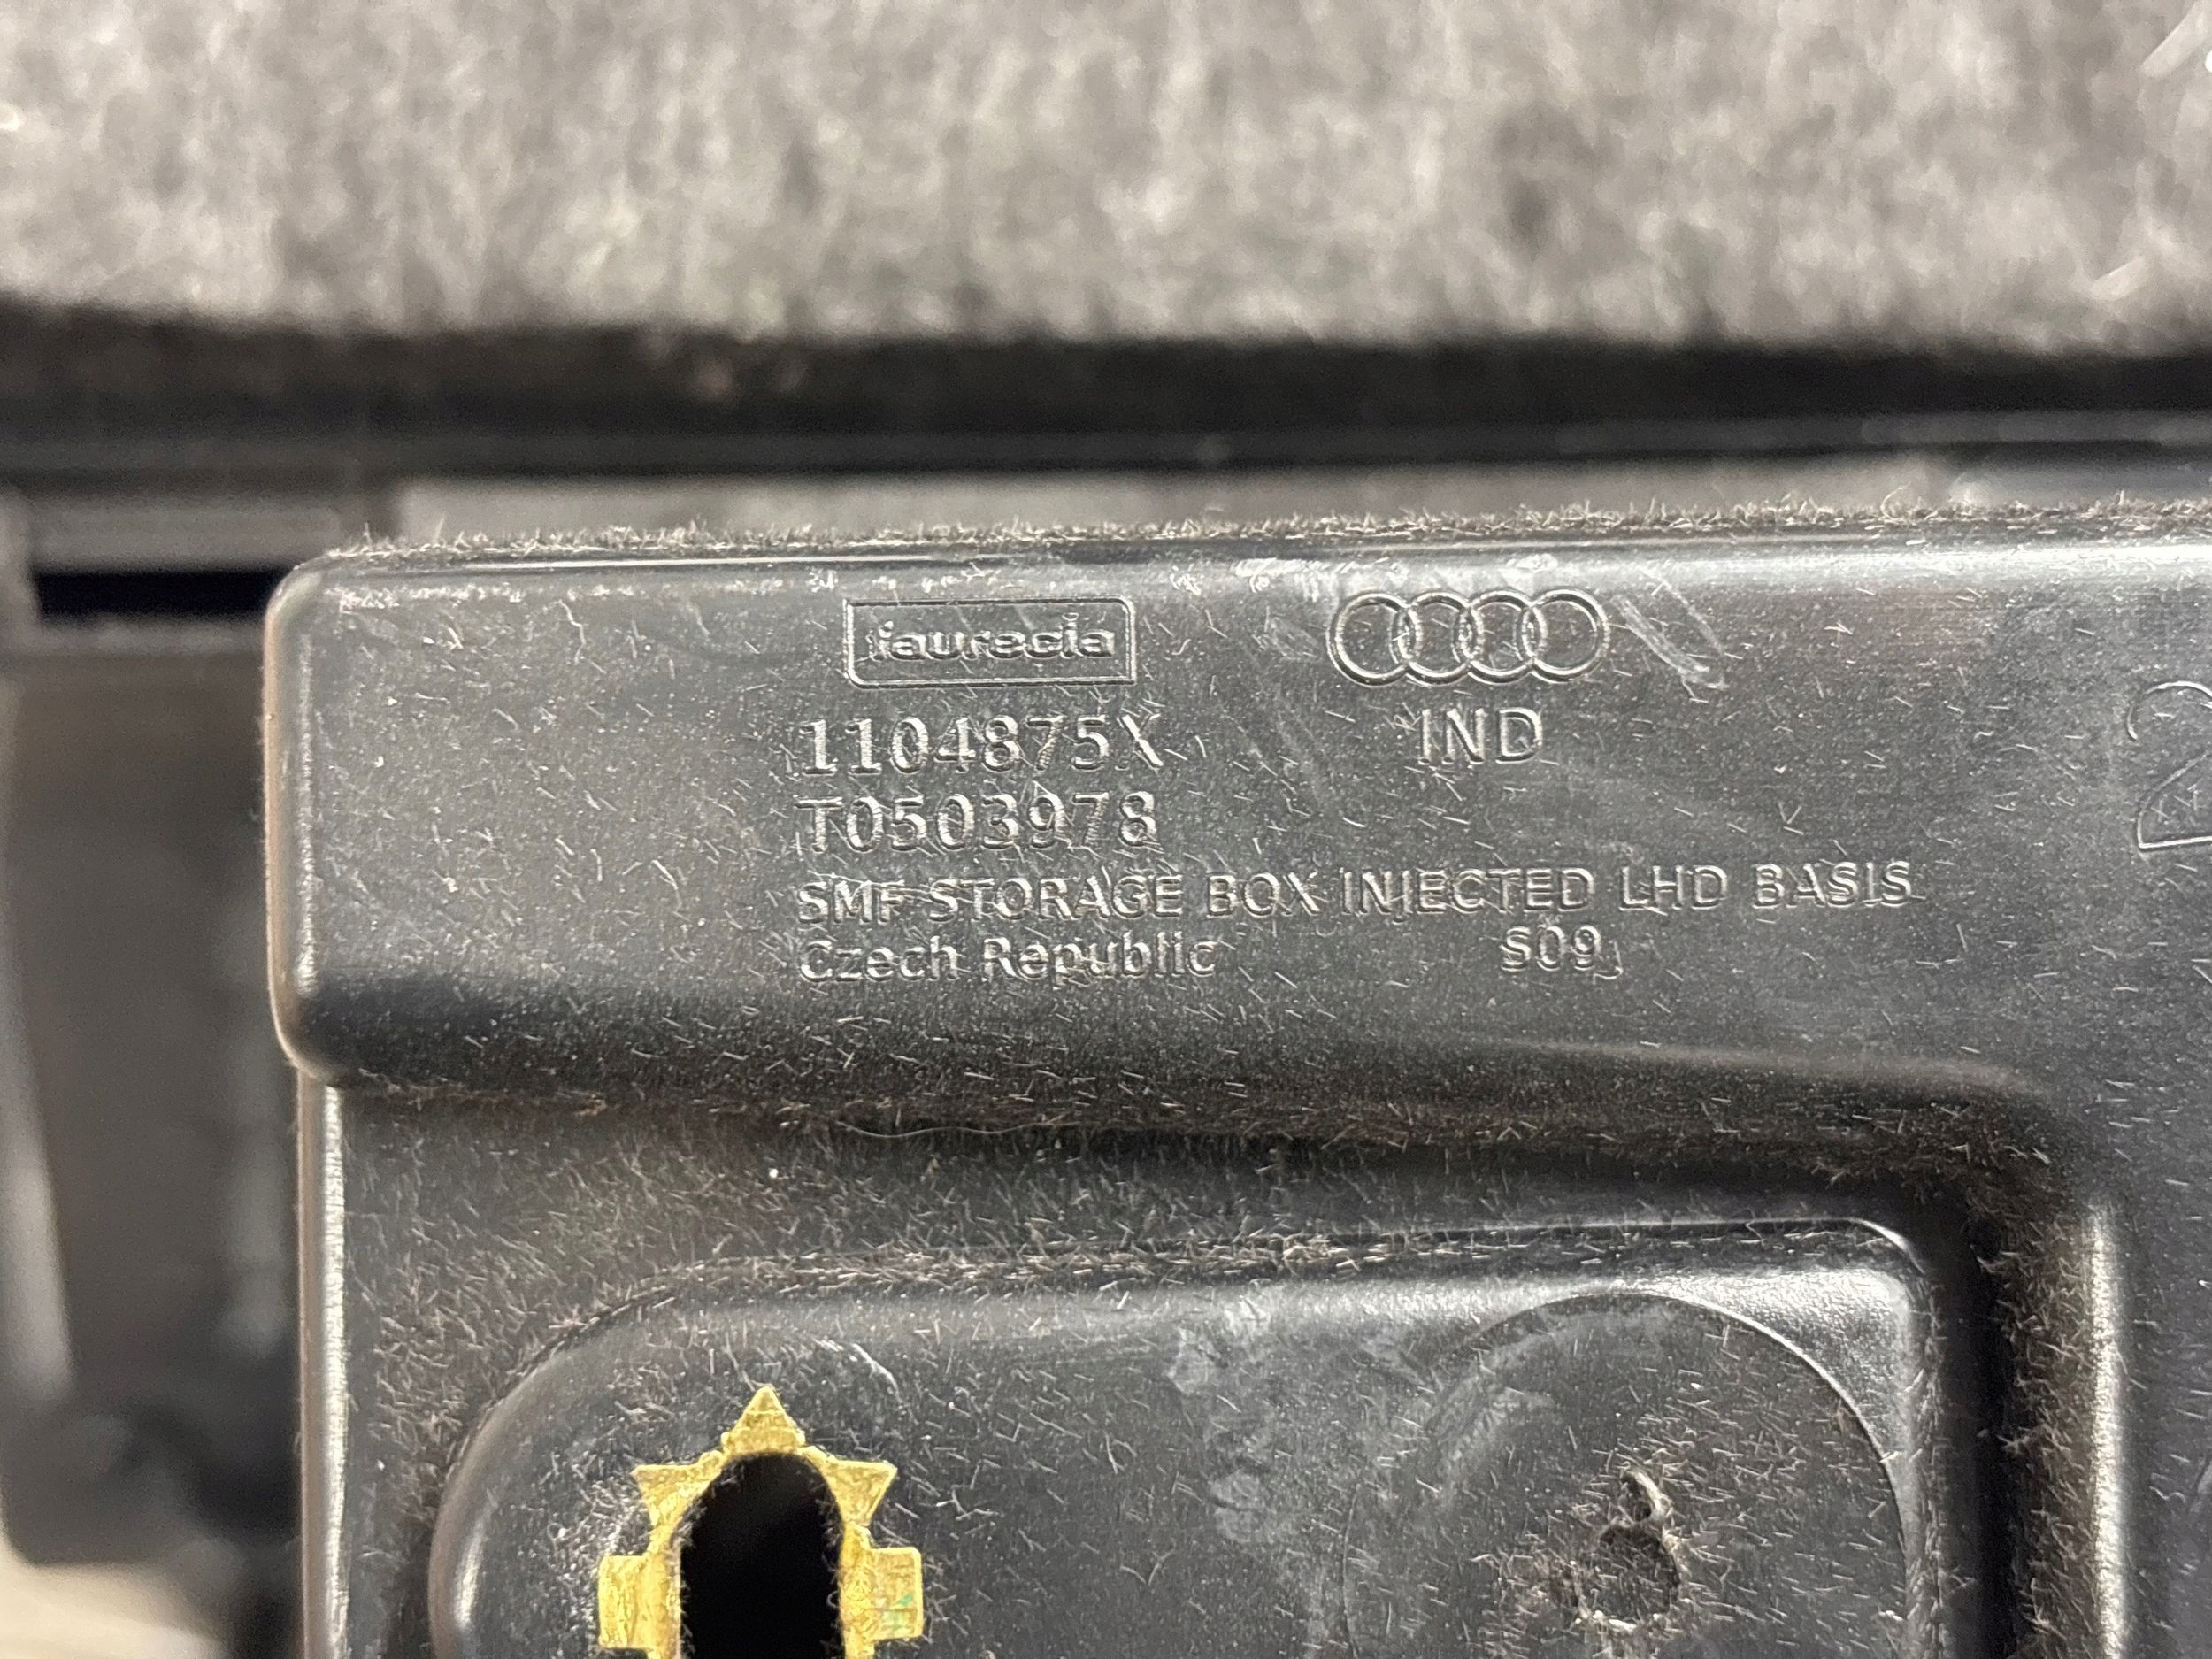 faurecia
1104875X IND
T0503978
SMF STORAGE BOX INJECTED LHD BASIS
Czech Republic S09